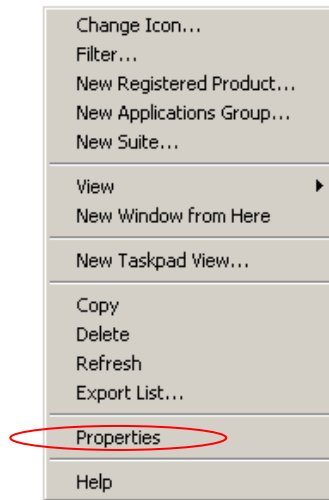 Change Icon...
Filter...
New Registered Product...
New Applications Group...
New Suite...
View
New Window from Here
New Taskpad View...
Copy
Delete
Refresh
Export List...
Properties
Help